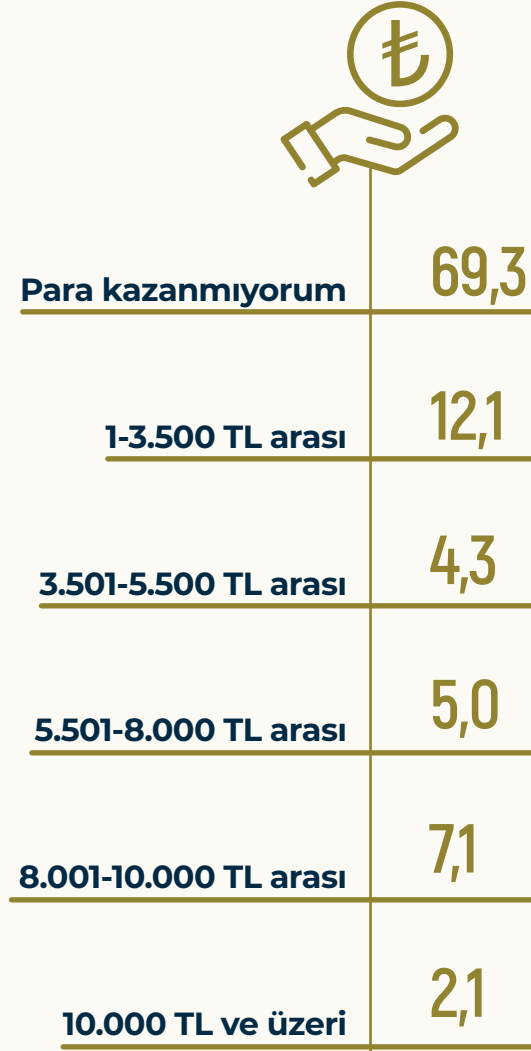 ₺
Para kazanmıyorum 69,3
1-3.500 TL arası 12,1
3.501-5.500 TL arası 4,3
5.501-8.000 TL arası 5,0
8.001-10.000 TL arası 7,1
10.000 TL ve üzeri 2,1